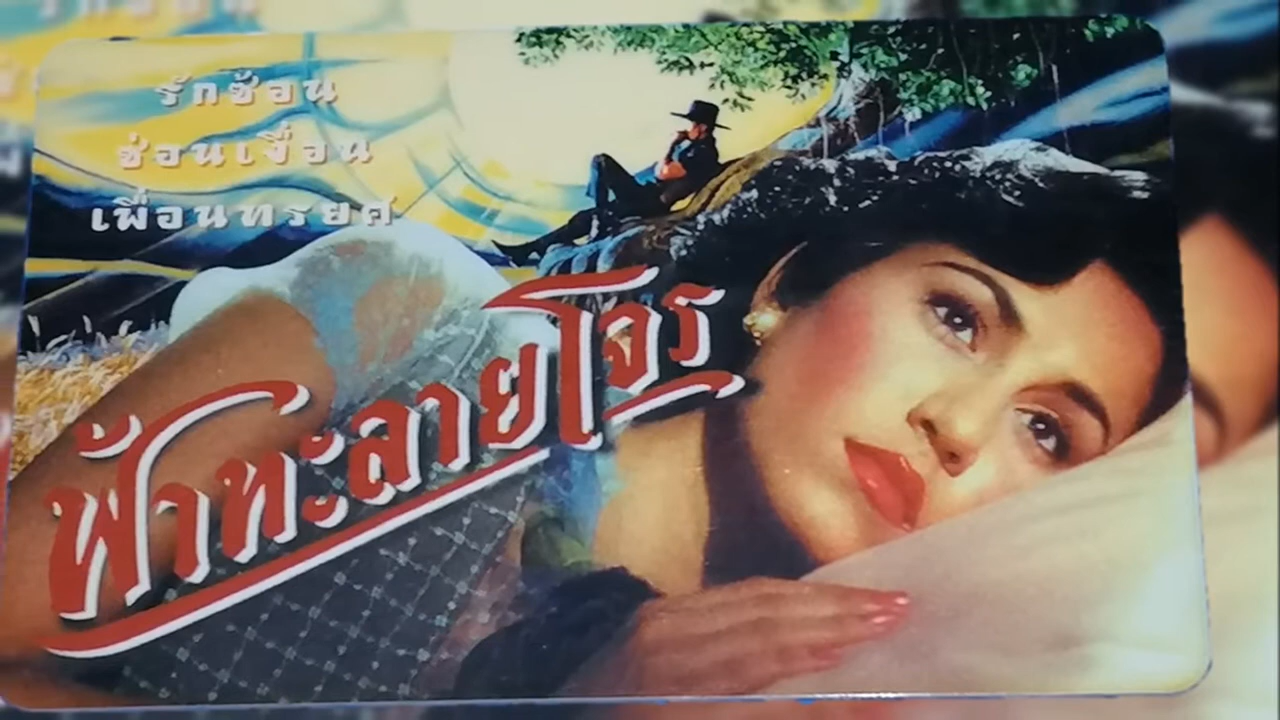 รักซ้อน
ซ่อนเงื่อน
เพื่อนทรยศ
ฟ้าทะลายโจร